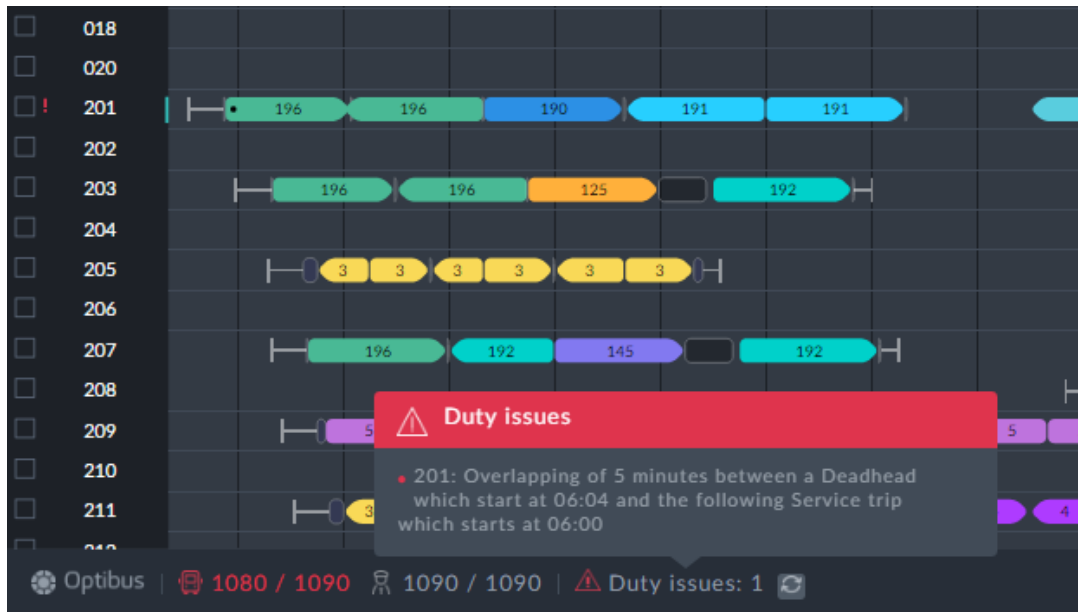 018
020
! 201 196 196 190 191 191
202
203 196 196 125 192
204
205 3 3 3 3 3 3
206
207 196 192 145 192
208
209 5 5
210
211 3 4
Duty issues
• 201: Overlapping of 5 minutes between a Deadhead
which start at 06:04 and the following Service trip
which starts at 06:00
Optibus | 1080 / 1090 1090 / 1090 | Duty issues: 1